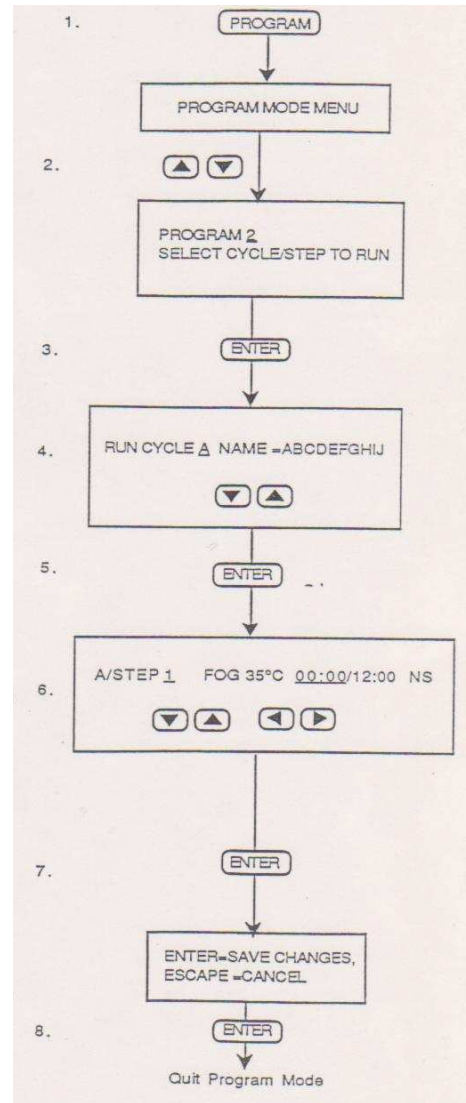 1. PROGRAM
PROGRAM MODE MENU
2.
PROGRAM 2
SELECT CYCLE/STEP TO RUN
3. ENTER
4. RUN CYCLE A NAME =ABCDEFGHIJ
5. ENTER
6. A/STEP 1 FOG 35°C 00:00/12:00 NS
7. ENTER
ENTER=SAVE CHANGES,
ESCAPE =CANCEL
8. ENTER
Quit Program Mode